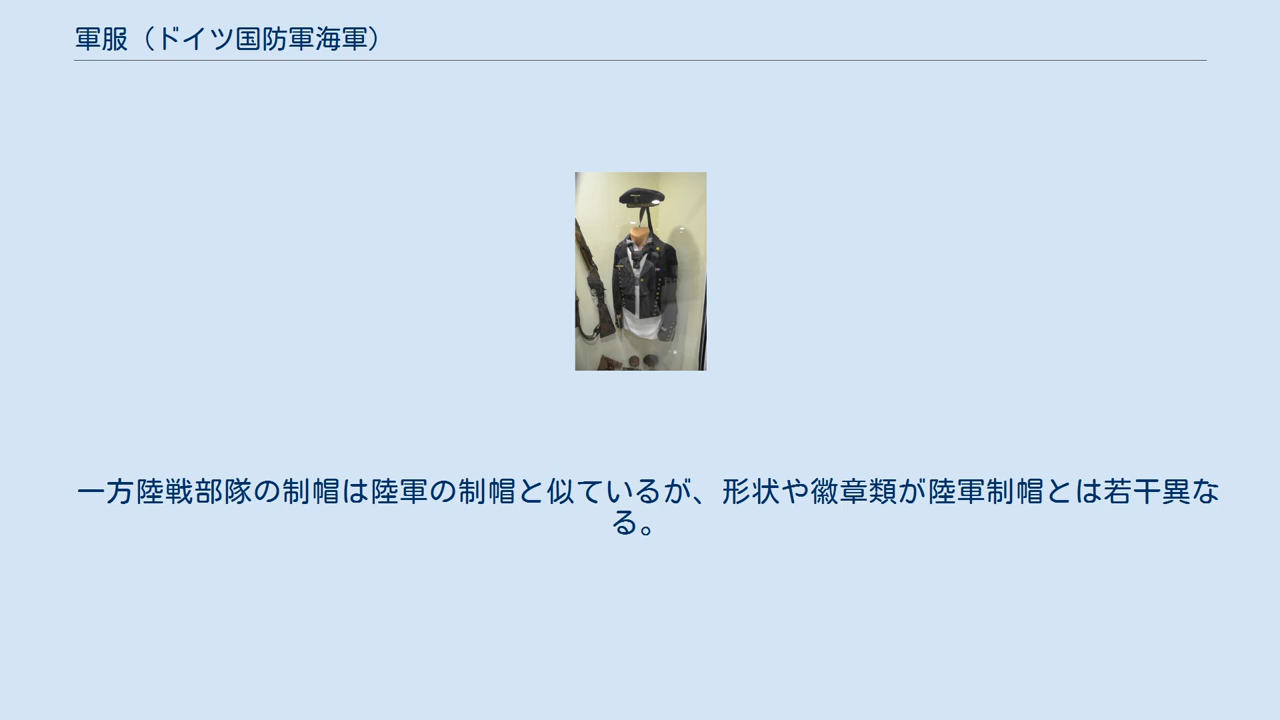 軍服（ドイツ国防軍海軍）
一方陸戦部隊の制帽は陸軍の制帽と似ているが、形状や徽章類が陸軍制帽とは若干異な
る。